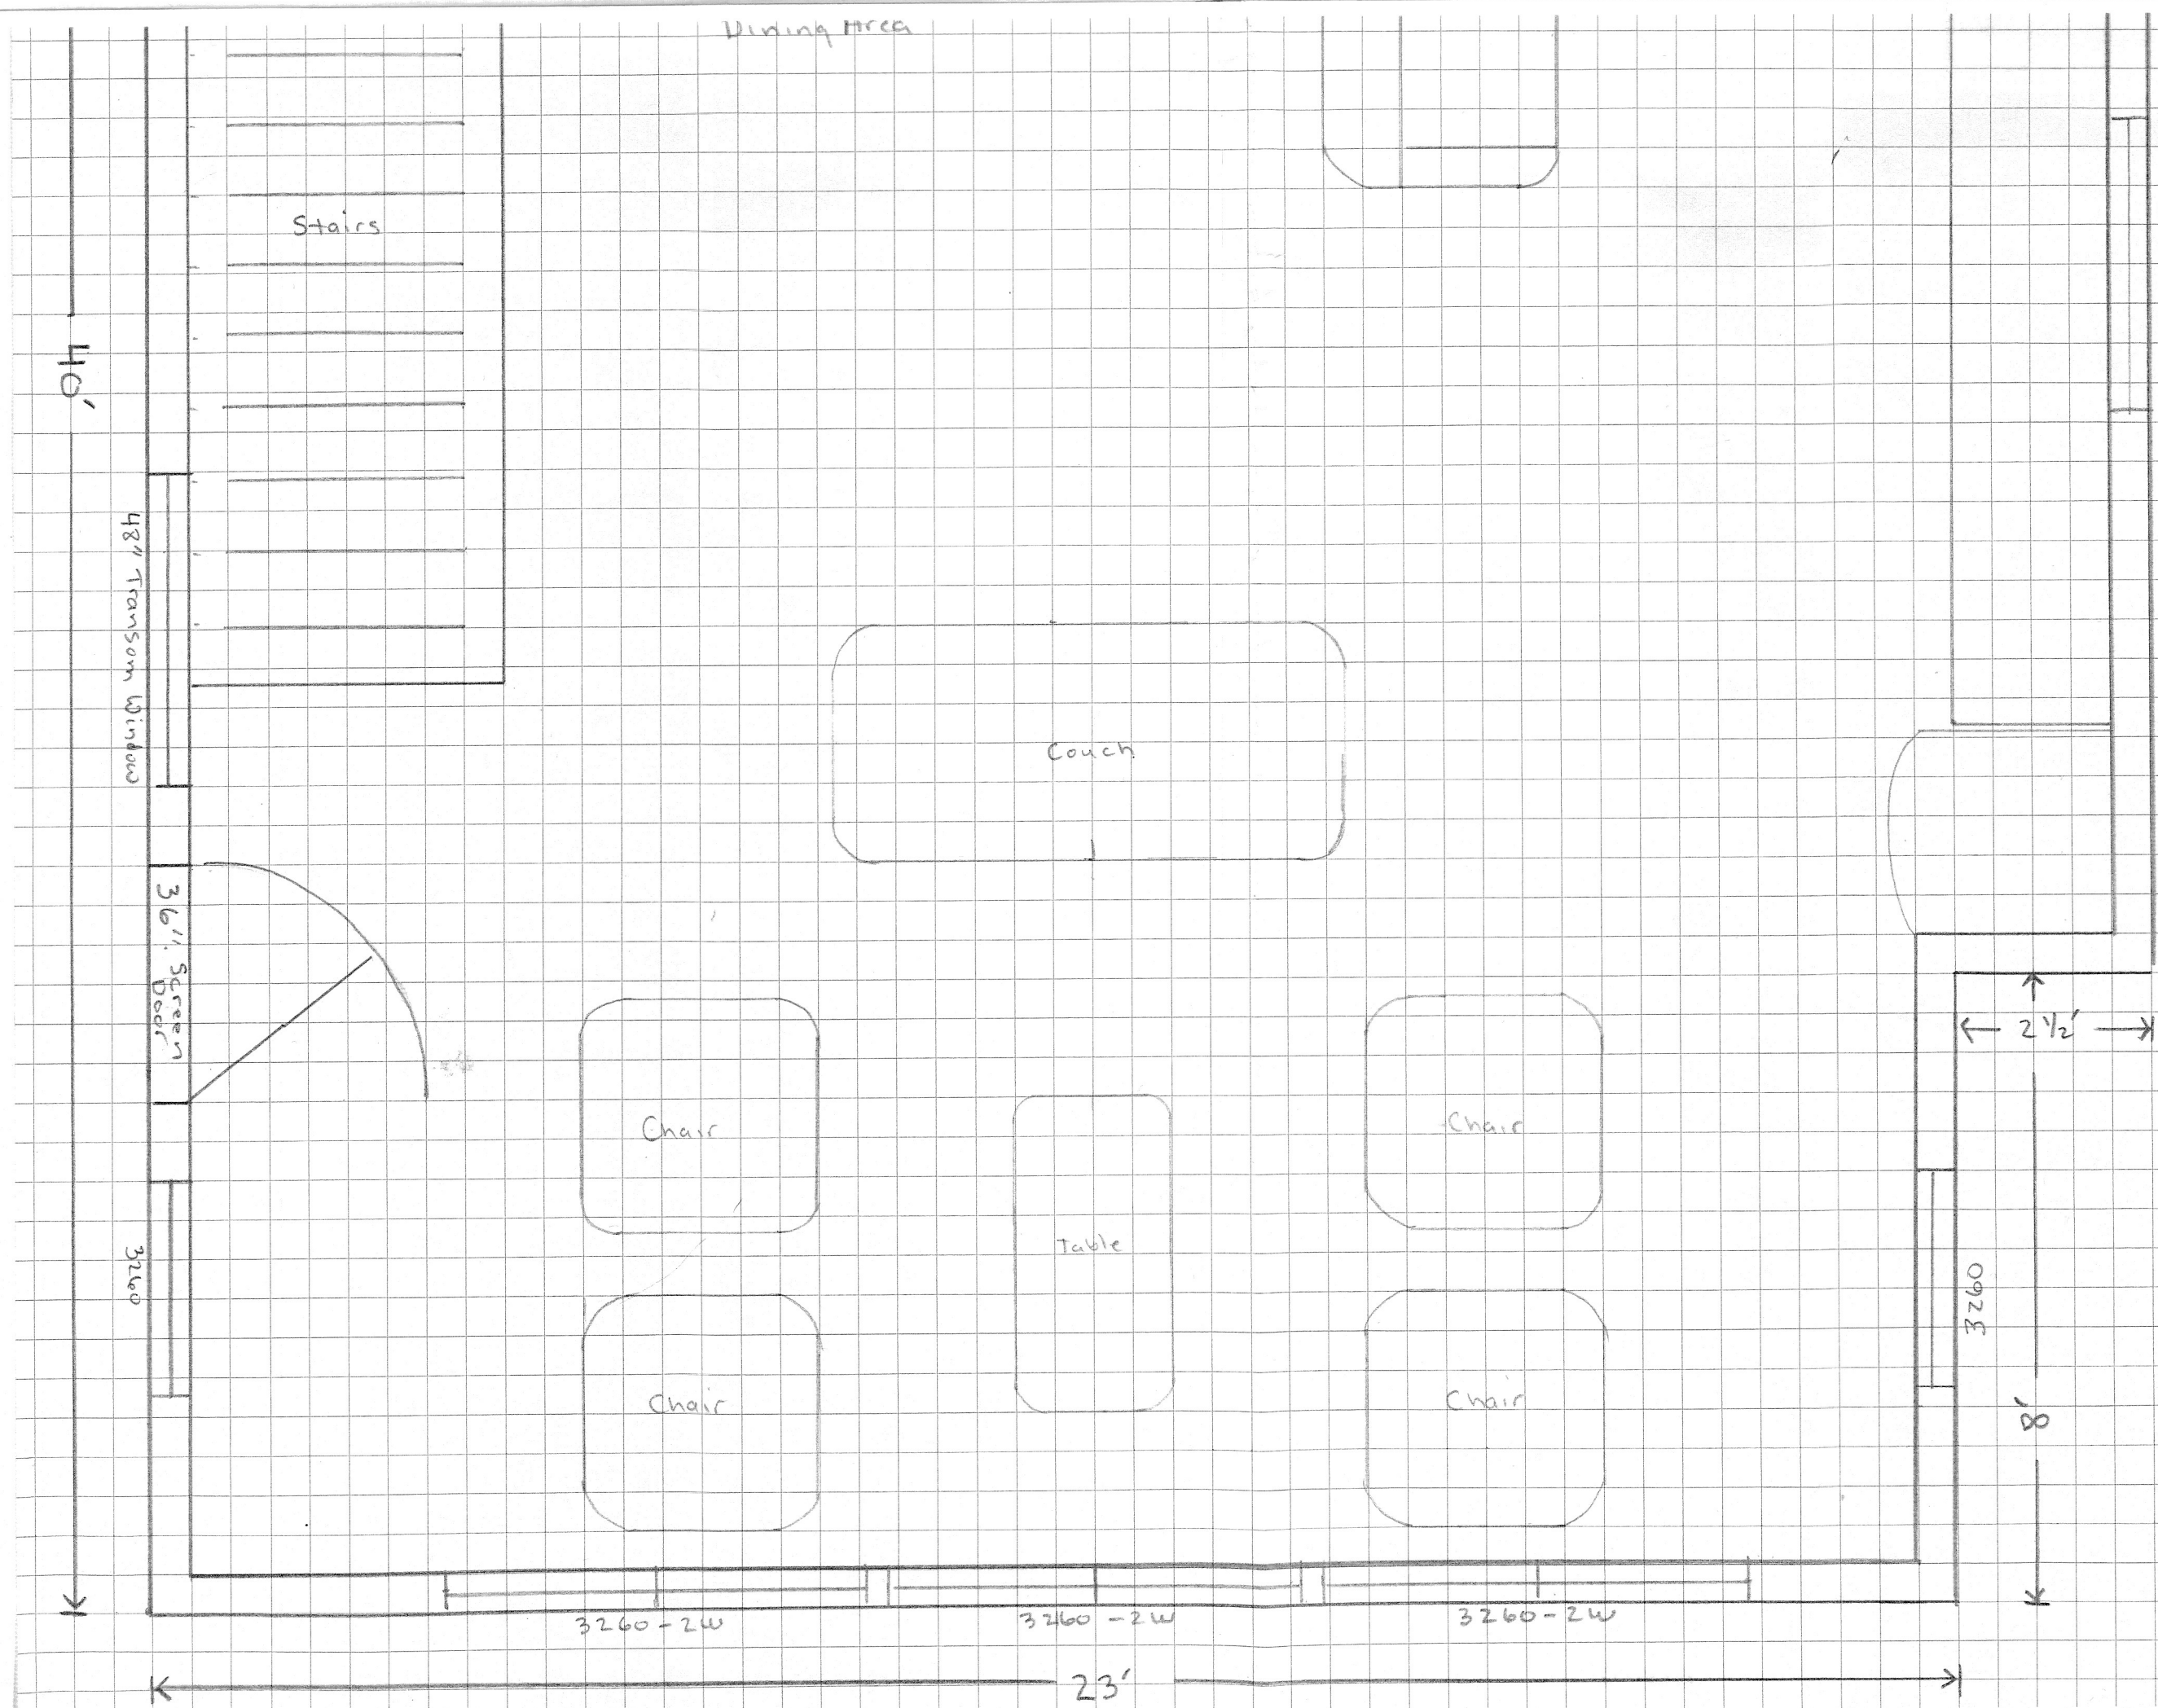 Dining Area
Stairs
40'
48" Transom Window
Couch
36" Screen
Door
2 1/2'
Chair
Chair
Table
3260
3260
Chair
Chair
8'
3260-2W
3260-2W
3260-2W
23'